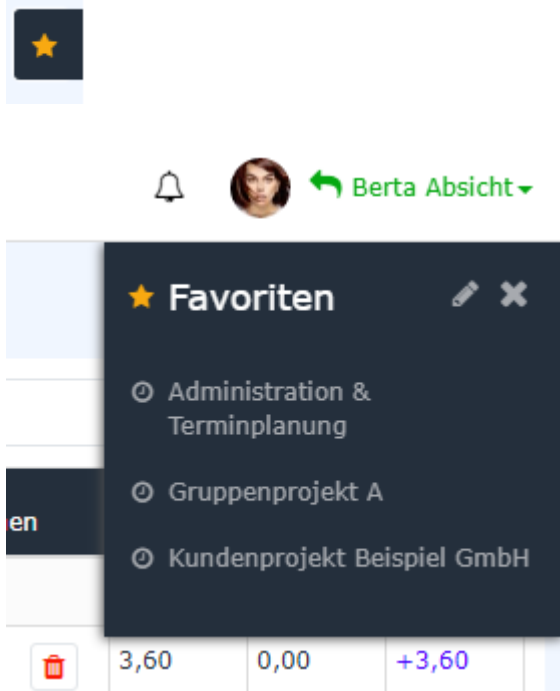 Berta Absicht
Favoriten
Administration &
Terminplanung
Gruppenprojekt A
en
Kundenprojekt Beispiel GmbH
3,60 0,00 +3,60